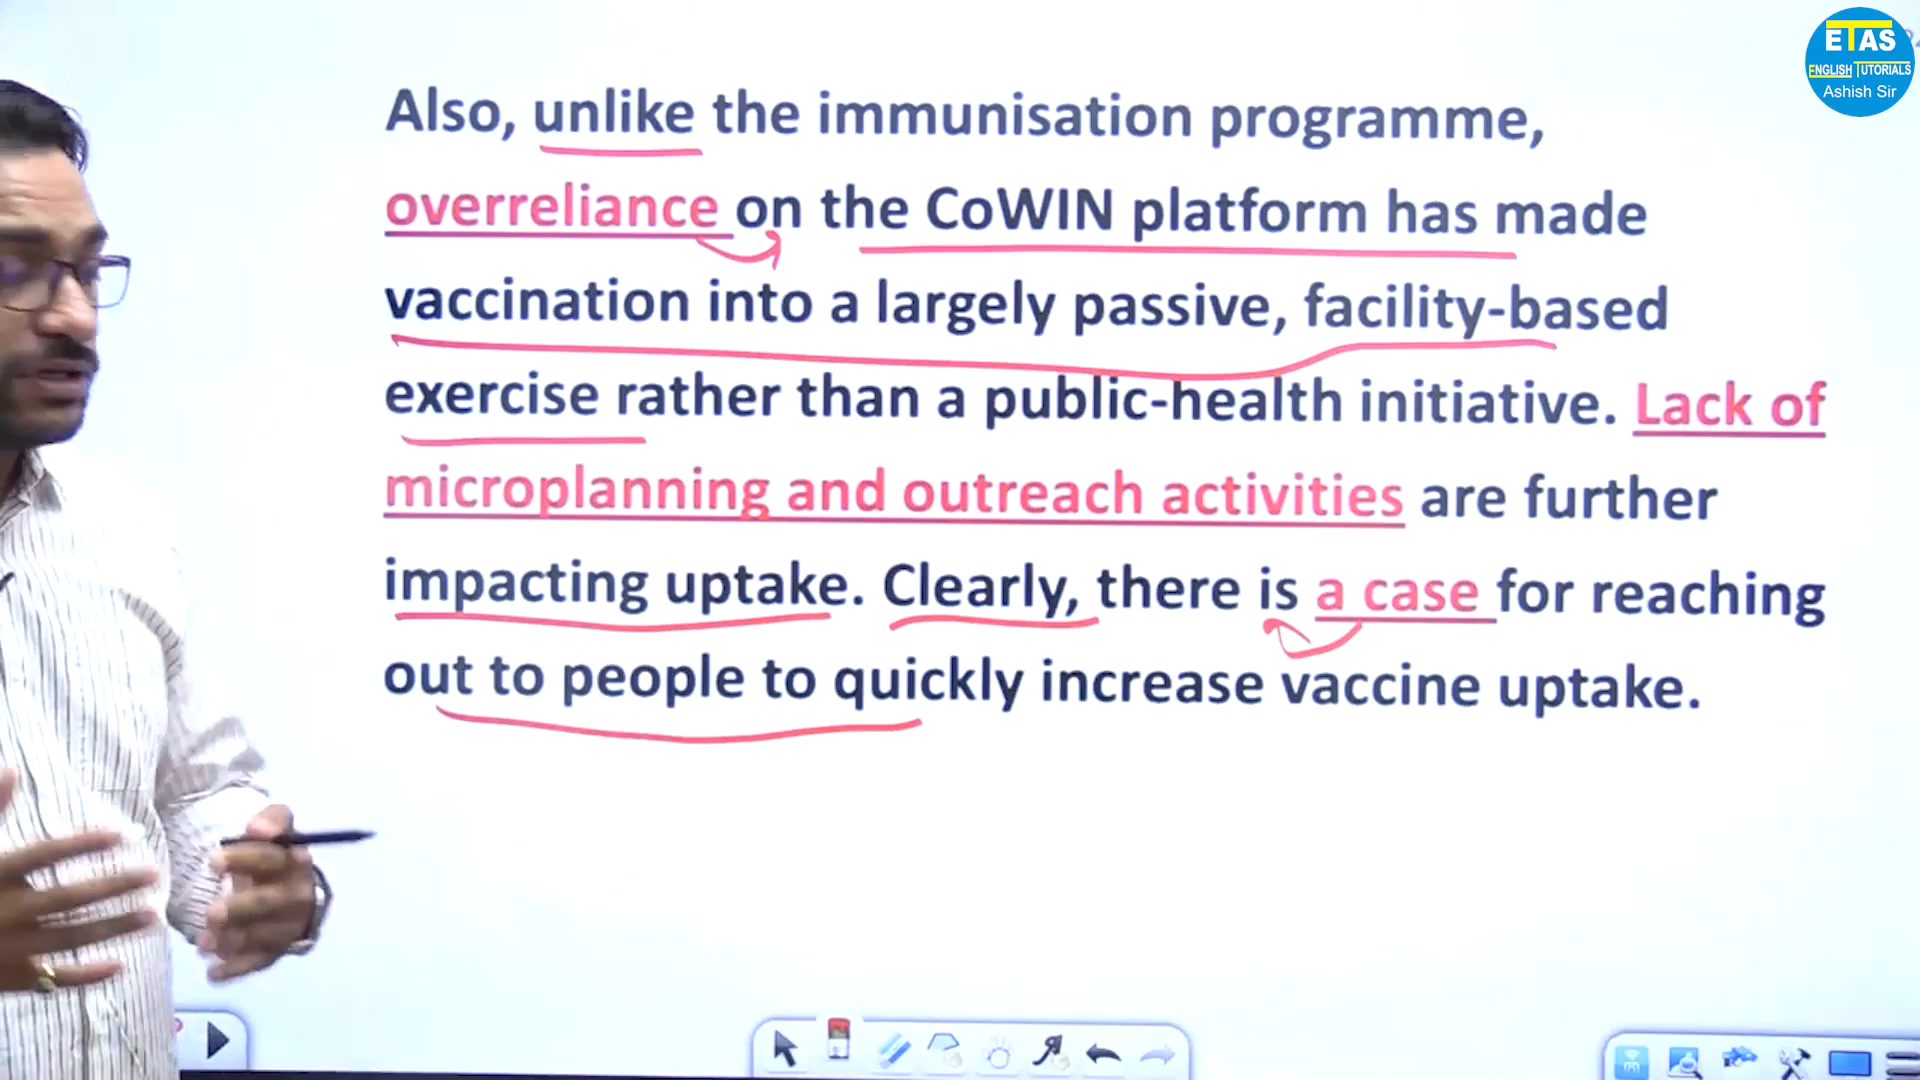 ETAS
ENGLISH TUTORIALS
Ashish Sir
Also, unlike the immunisation programme,
overreliance on the CoWIN platform has made
vaccination into a largely passive, facility-based
exercise rather than a public-health initiative. Lack of
microplanning and outreach activities are further
impacting uptake. Clearly, there is a case for reaching
out to people to quickly increase vaccine uptake.